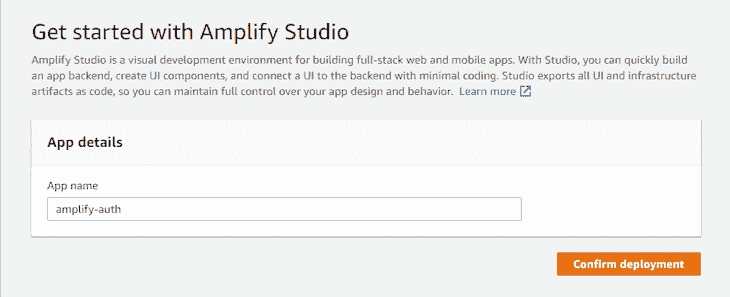 Get started with Amplify Studio
Amplify Studio is a visual development environment for building full-stack web and mobile apps. With Studio, you can quickly build
an app backend, create UI components, and connect a UI to the backend with minimal coding. Studio exports all UI and infrastructure
artifacts as code, so you can maintain full control over your app design and behavior. Learn more
App details
App name
amplify-auth
Confirm deployment